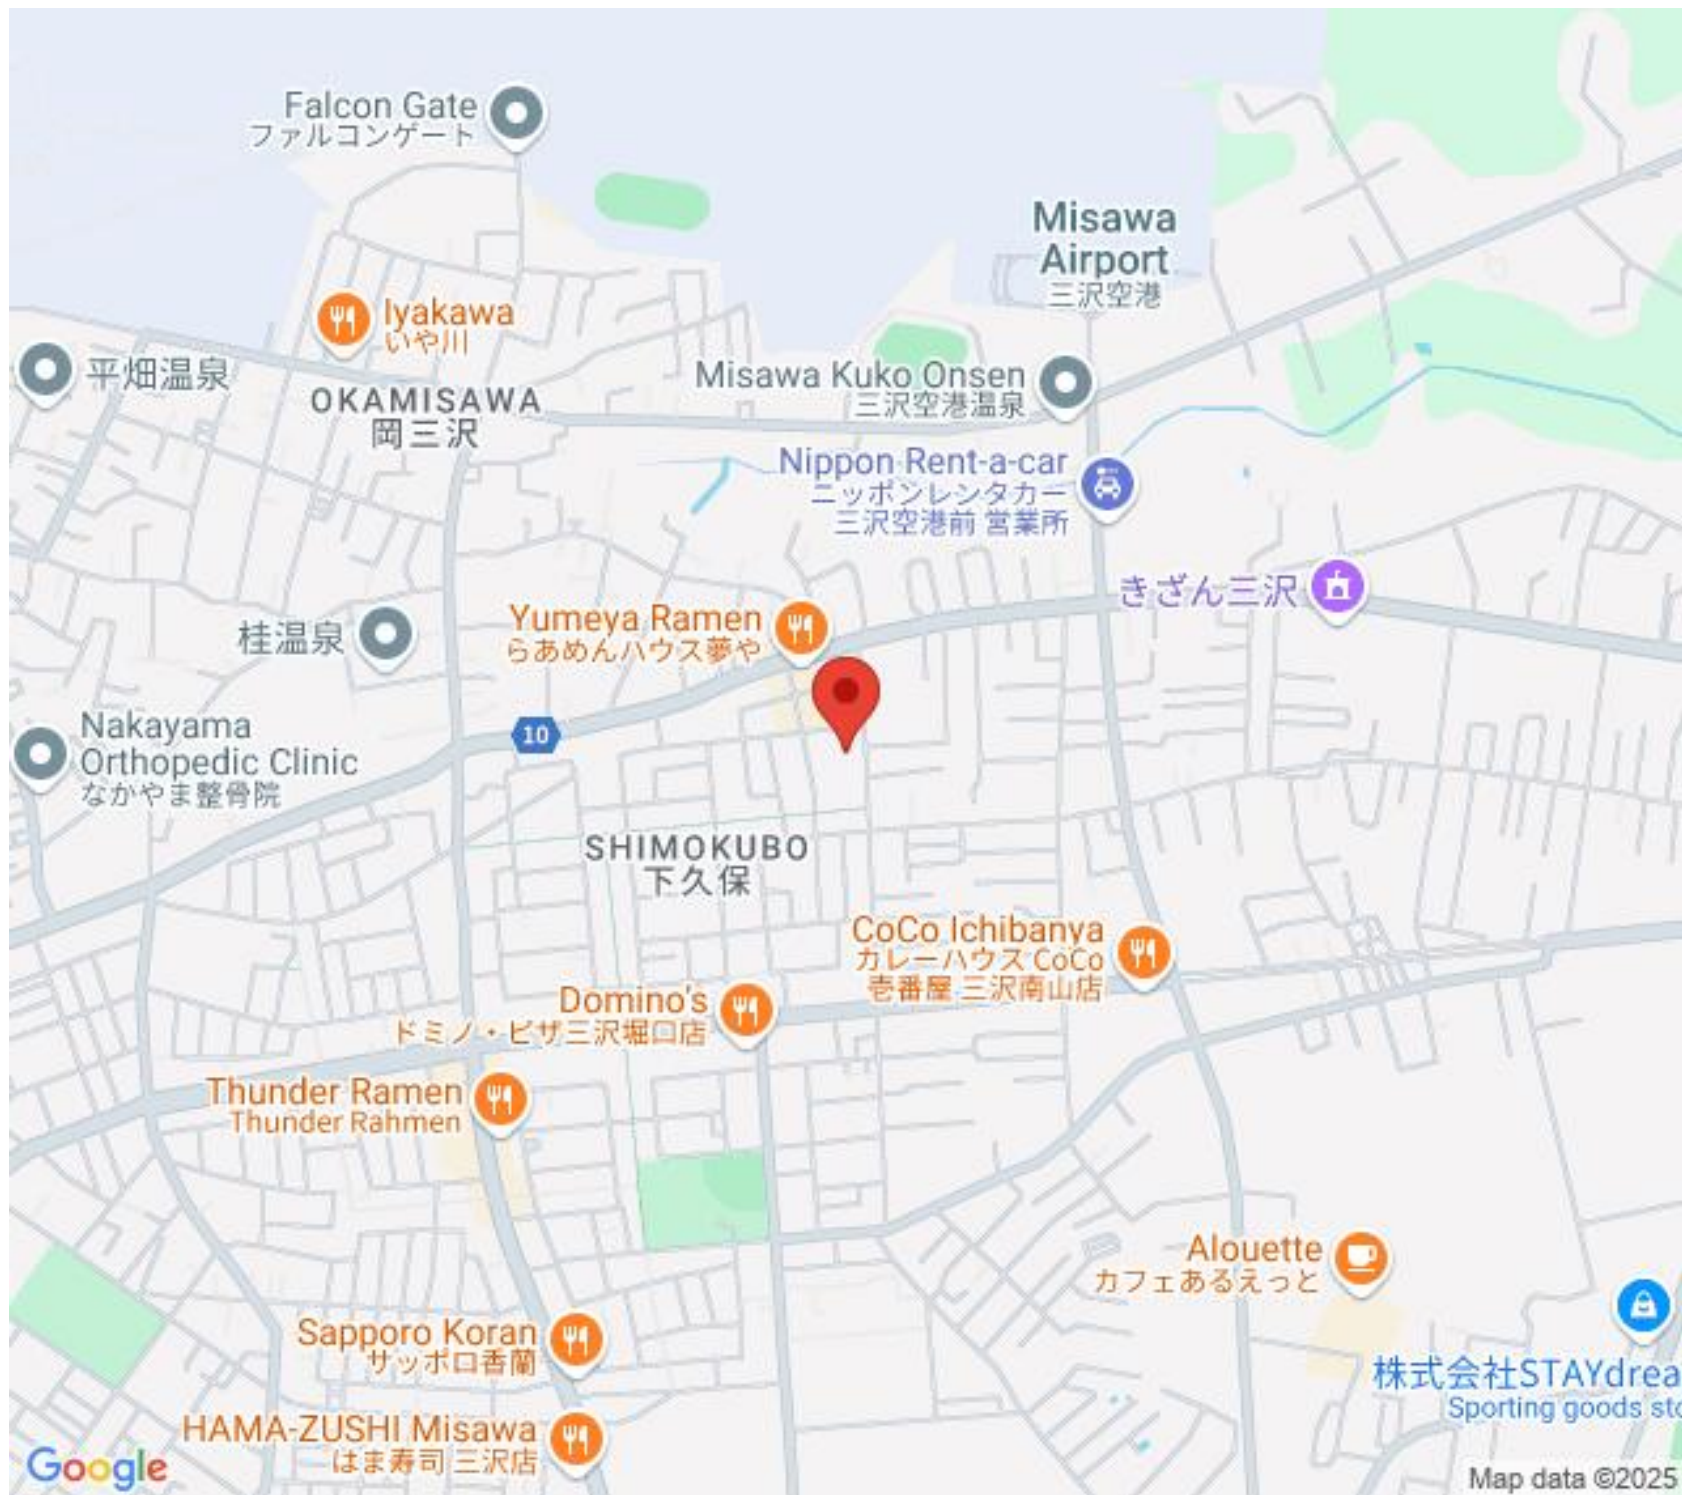 Falcon Gate
ファルコンゲート
Misawa
Airport
三沢空港
Iyakawa
いや川
平畑温泉
OKAMISAWA
岡三沢
Misawa Kuko Onsen
三沢空港温泉
Nippon Rent-a-car
ニッポンレンタカー
三沢空港前 営業所
きざん三沢
Yumeya Ramen
らあめんハウス夢や
桂温泉
10
Nakayama
Orthopedic Clinic
なかやま整骨院
SHIMOKUBO
下久保
CoCo Ichibanya
カレーハウス CoCo
壱番屋 三沢南山店
Domino's
ドミノ・ピザ三沢堀口店
Thunder Ramen
Thunder Rahmen
Alouette
カフェあるえっと
Sapporo Koran
サッポロ香蘭
株式会社STAYdrea
Sporting goods sto
HAMA-ZUSHI Misawa
はま寿司 三沢店
Google
Map data ©2025